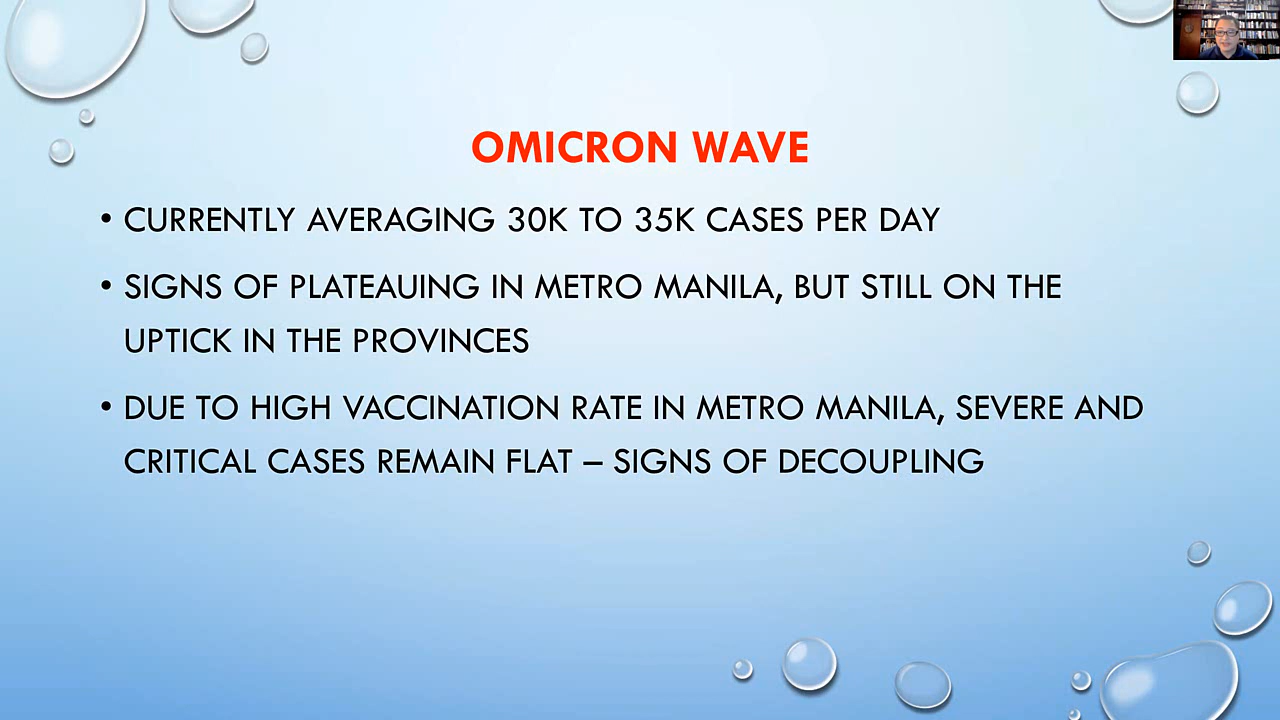 OMICRON WAVE
• CURRENTLY AVERAGING 30K TO 35K CASES PER DAY
• SIGNS OF PLATEAUING IN METRO MANILA, BUT STILL ON THE
UPTICK IN THE PROVINCES
• DUE TO HIGH VACCINATION RATE IN METRO MANILA, SEVERE AND
CRITICAL CASES REMAIN FLAT – SIGNS OF DECOUPLING